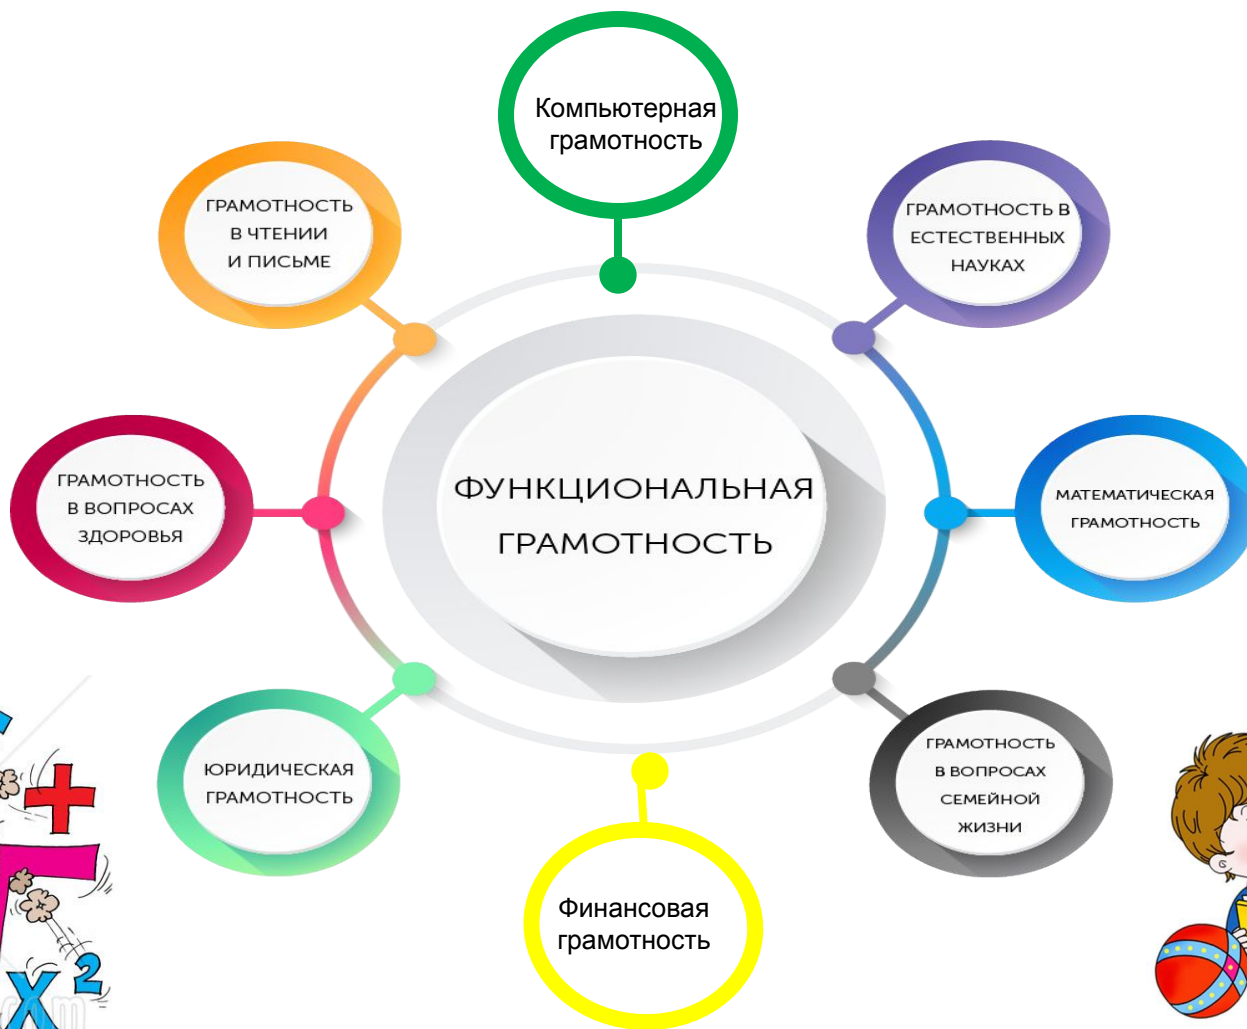 Компьютерная
грамотность
ГРАМОТНОСТЬ
В ЧТЕНИИ
И ПИСЬМЕ
ГРАМОТНОСТЬ В
ЕСТЕСТВЕННЫХ
НАУКАХ
ГРАМОТНОСТЬ
В ВОПРОСАХ
ЗДОРОВЬЯ
ФУНКЦИОНАЛЬНАЯ
ГРАМОТНОСТЬ
МАТЕМАТИЧЕСКАЯ
ГРАМОТНОСТЬ
ЮРИДИЧЕСКАЯ
ГРАМОТНОСТЬ
ГРАМОТНОСТЬ
В ВОПРОСАХ
СЕМЕЙНОЙ
ЖИЗНИ
Финансовая
грамотность
+
X²